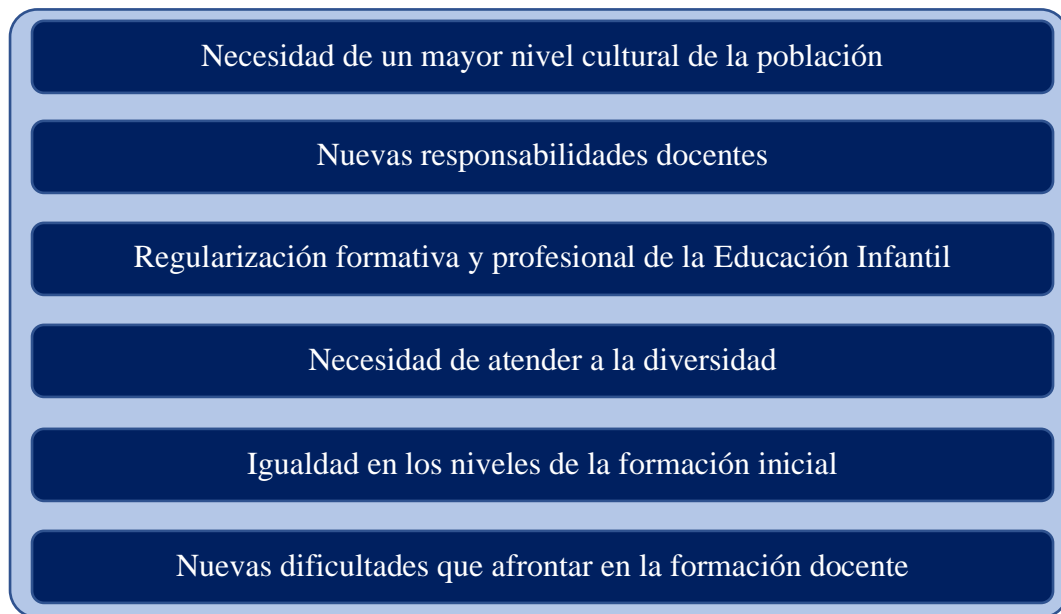 Necesidad de un mayor nivel cultural de la población
Nuevas responsabilidades docentes
Regularización formativa y profesional de la Educación Infantil
Necesidad de atender a la diversidad
Igualdad en los niveles de la formación inicial
Nuevas dificultades que afrontar en la formación docente